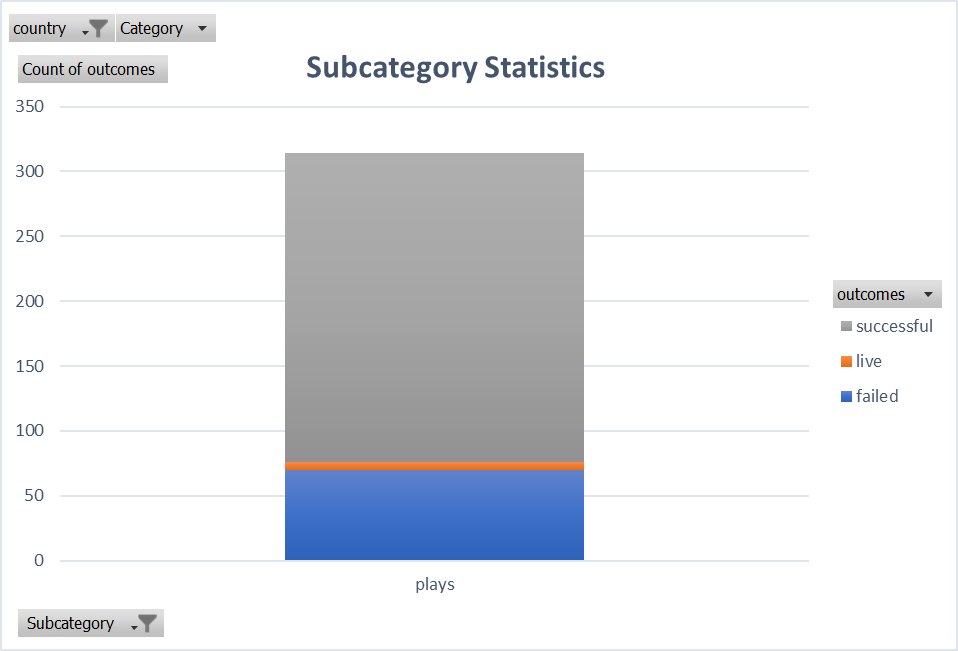 country
Category
Count of outcomes
Subcategory Statistics
350
300
250
200
150
100
50
0
plays
outcomes
successful
live
failed
Subcategory